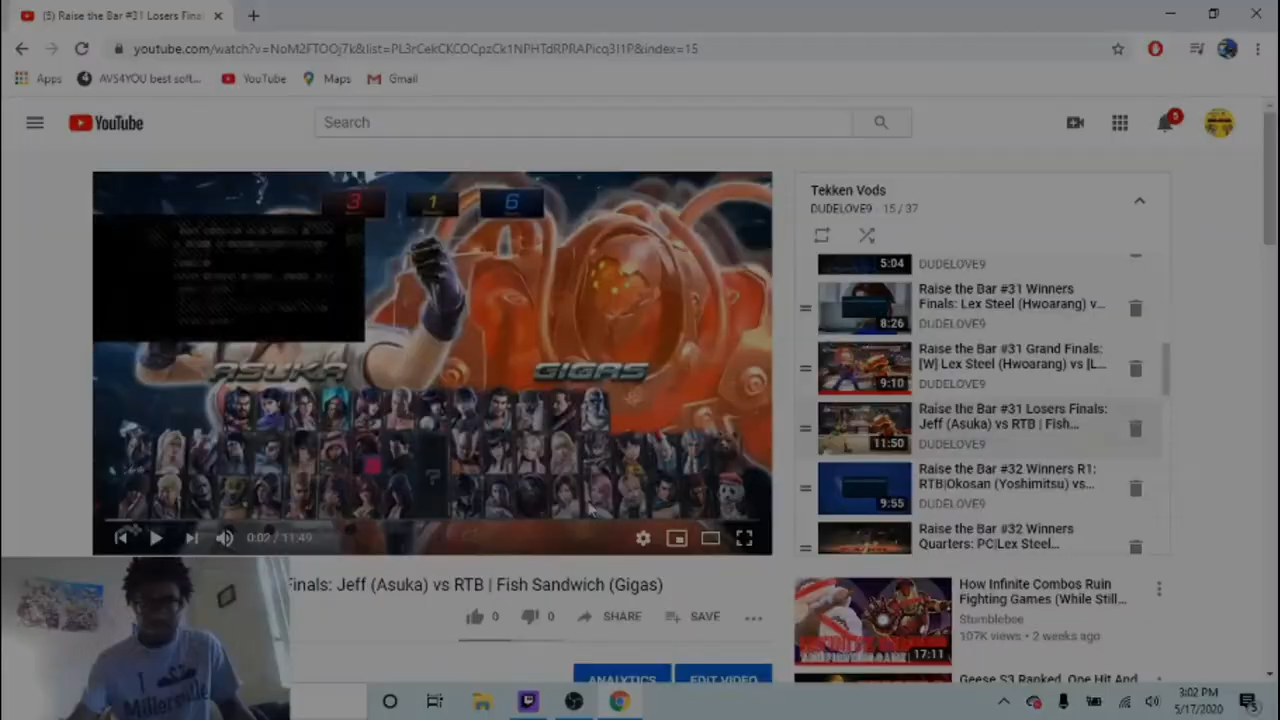 (5) Raise the Bar #31 Losers Fina
youtube.com/watch?v=NoM2FTOOj7k&list=PL3rCekCKCOCpzCk1NPHTdRPRAPicq3I1P&index=15
Apps AVS4YOU best soft... YouTube Maps Gmail
YouTube
Search
5
3 1 6
ASUKA GIGAS
0:02 / 11:49
Finals: Jeff (Asuka) vs RTB | Fish Sandwich (Gigas)
0 0 SHARE SAVE
ANALYTICS EDIT VIDEO
Tekken Vods
DUDELOVE9 - 15 / 37
5:04
DUDELOVE9
Raise the Bar #31 Winners
Finals: Lex Steel (Hwoarang) v...
DUDELOVE9
8:26
Raise the Bar #31 Grand Finals:
[W] Lex Steel (Hwoarang) vs [L...
DUDELOVE9
9:10
Raise the Bar #31 Losers Finals:
Jeff (Asuka) vs RTB | Fish...
DUDELOVE9
11:50
Raise the Bar #32 Winners R1:
RTB|Okosan (Yoshimitsu) vs...
DUDELOVE9
9:55
Raise the Bar #32 Winners
Quarters: PC|Lex Steel...
How Infinite Combos Ruin
Fighting Games (While Still...
Stumblebee
107K views • 2 weeks ago
17:11
Geese S3 Ranked, One Hit And
I
Millersville
3:02 PM
5/17/2020